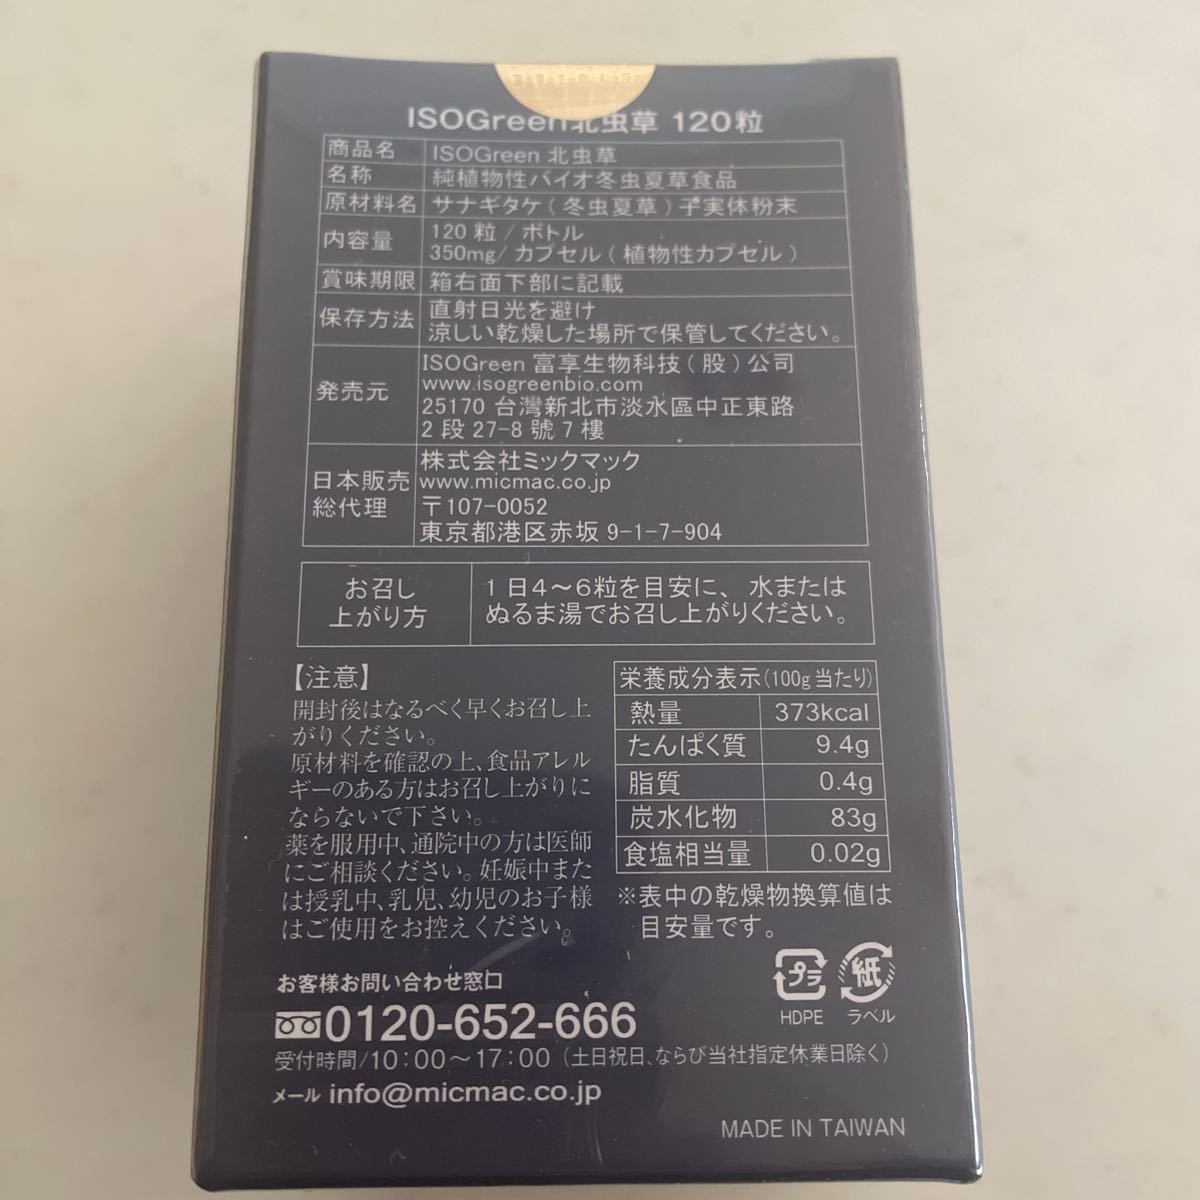 ISOGreen北虫草 120粒
商品名 ISOGreen 北虫草
名称 純植物性バイオ冬虫夏草食品
原材料名 サナギタケ(冬虫夏草)子実体粉末
内容量 120 粒 / ボトル
350mg/ カプセル(植物性カプセル)
賞味期限 箱右面下部に記載
保存方法 直射日光を避け
涼しい乾燥した場所で保管してください。
発売元 ISOGreen 富享生物科技(股)公司
www.isogreenbio.com
25170 台灣新北市淡水區中正東路
2 段 27-8 號 7 樓
日本販売総代理 株式会社ミックマック
www.micmac.co.jp
〒107-0052
東京都港区赤坂 9-1-7-904
お召し上がり方 1日4〜6粒を目安に、水または
ぬるま湯でお召し上がりください。
【注意】
開封後はなるべく早くお召し上
がりください。
原材料を確認の上、食品アレル
ギーのある方はお召し上がりに
ならないで下さい。
薬を服用中、通院中の方は医師
にご相談ください。妊娠中また
は授乳中、乳児、幼児のお子様
はご使用をお控えください。
栄養成分表示(100g当たり)
熱量 373kcal
たんぱく質 9.4g
脂質 0.4g
炭水化物 83g
食塩相当量 0.02g
※表中の乾燥物換算値は
目安量です。
プラ 紙
HDPE ラベル
お客様お問い合わせ窓口
0120-652-666
受付時間/10:00〜17:00(土日祝日、ならび当社指定休業日除く)
メール info@micmac.co.jp
MADE IN TAIWAN